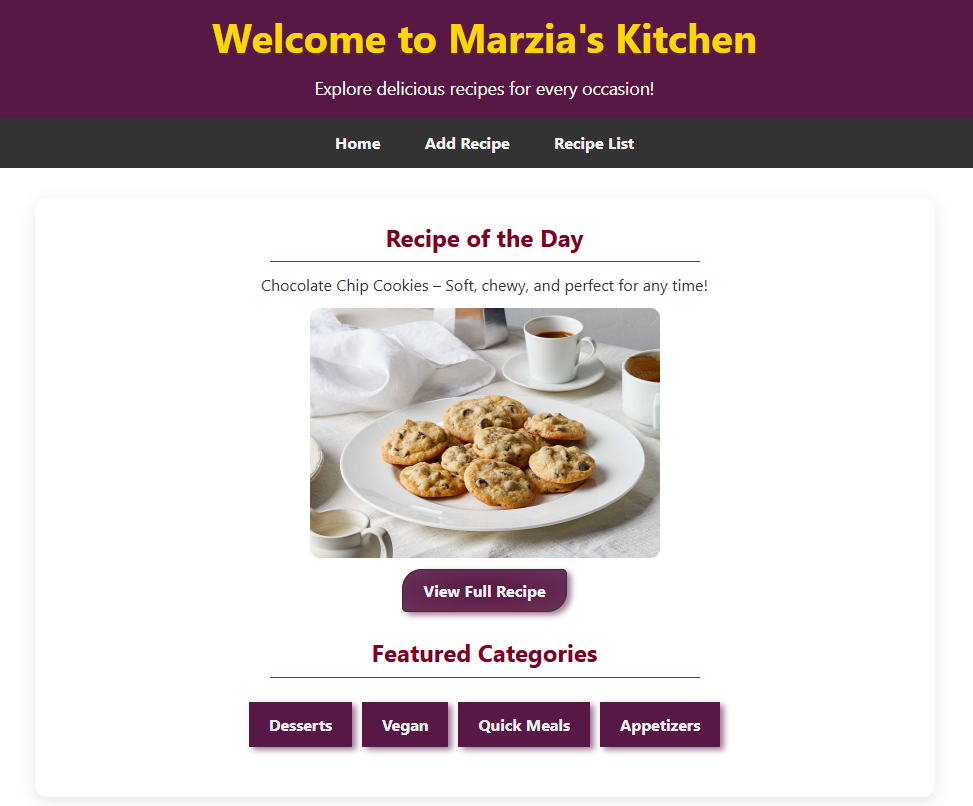 Welcome to Marzia's Kitchen
Explore delicious recipes for every occasion!
Home Add Recipe Recipe List
Recipe of the Day
Chocolate Chip Cookies – Soft, chewy, and perfect for any time!
View Full Recipe
Featured Categories
Desserts Vegan Quick Meals Appetizers